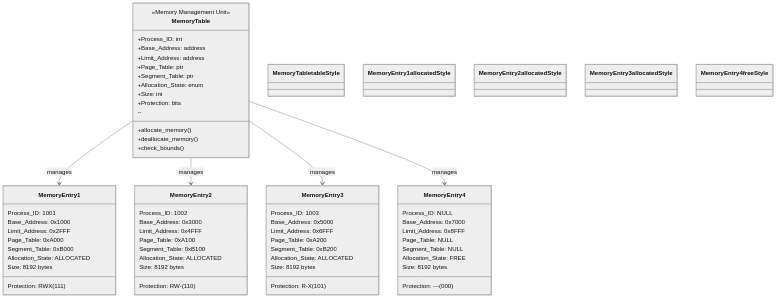 «Memory Management Unit»
MemoryTable
+Process_ID: int
+Base_Address: address
+Limit_Address: address
+Page_Table: ptr
+Segment_Table: ptr
+Allocation_State: enum
+Size: int
+Protection: bits
--
+allocate_memory()
+deallocate_memory()
+check_bounds()
MemoryTabletableStyle
MemoryEntry1allocatedStyle
MemoryEntry2allocatedStyle
MemoryEntry3allocatedStyle
MemoryEntry4freeStyle
manages
manages
manages
manages
MemoryEntry1
Process_ID: 1001
Base_Address: 0x1000
Limit_Address: 0x2FFF
Page_Table: 0xA000
Segment_Table: 0xB000
Allocation_State: ALLOCATED
Size: 8192 bytes
Protection: RWX(111)
MemoryEntry2
Process_ID: 1002
Base_Address: 0x3000
Limit_Address: 0x4FFF
Page_Table: 0xA100
Segment_Table: 0xB100
Allocation_State: ALLOCATED
Size: 8192 bytes
Protection: RW-(110)
MemoryEntry3
Process_ID: 1003
Base_Address: 0x5000
Limit_Address: 0x6FFF
Page_Table: 0xA200
Segment_Table: 0xB200
Allocation_State: ALLOCATED
Size: 8192 bytes
Protection: R-X(101)
MemoryEntry4
Process_ID: NULL
Base_Address: 0x7000
Limit_Address: 0x8FFF
Page_Table: NULL
Segment_Table: NULL
Allocation_State: FREE
Size: 8192 bytes
Protection: ---(000)